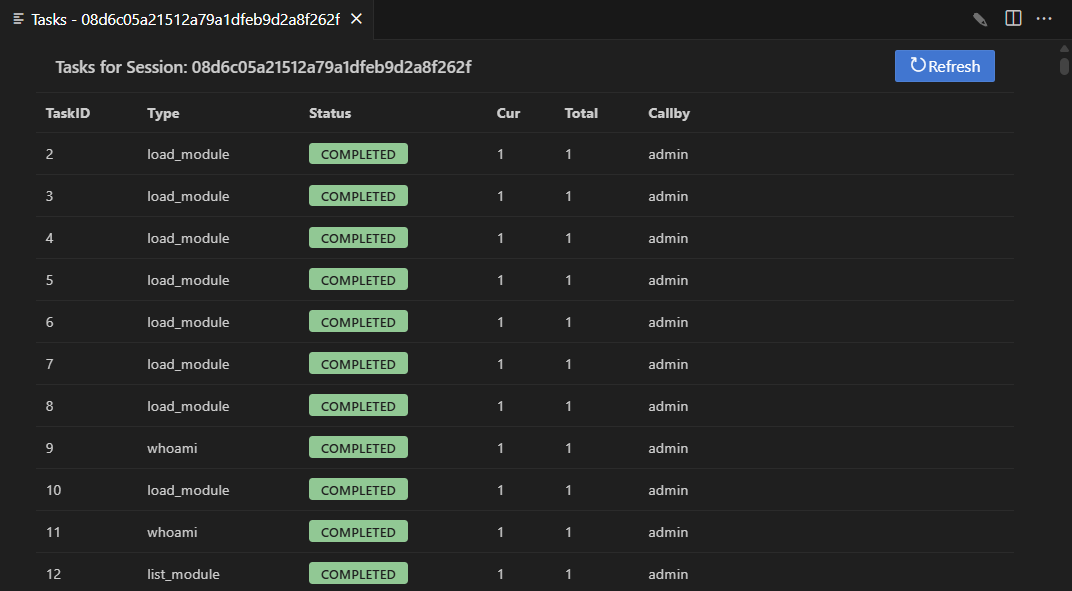 Tasks - 08d6c05a21512a79a1dfeb9d2a8f262f
Tasks for Session: 08d6c05a21512a79a1dfeb9d2a8f262f Refresh
TaskID Type Status Cur Total Callby
2 load_module COMPLETED 1 1 admin
3 load_module COMPLETED 1 1 admin
4 load_module COMPLETED 1 1 admin
5 load_module COMPLETED 1 1 admin
6 load_module COMPLETED 1 1 admin
7 load_module COMPLETED 1 1 admin
8 load_module COMPLETED 1 1 admin
9 whoami COMPLETED 1 1 admin
10 load_module COMPLETED 1 1 admin
11 whoami COMPLETED 1 1 admin
12 list_module COMPLETED 1 1 admin